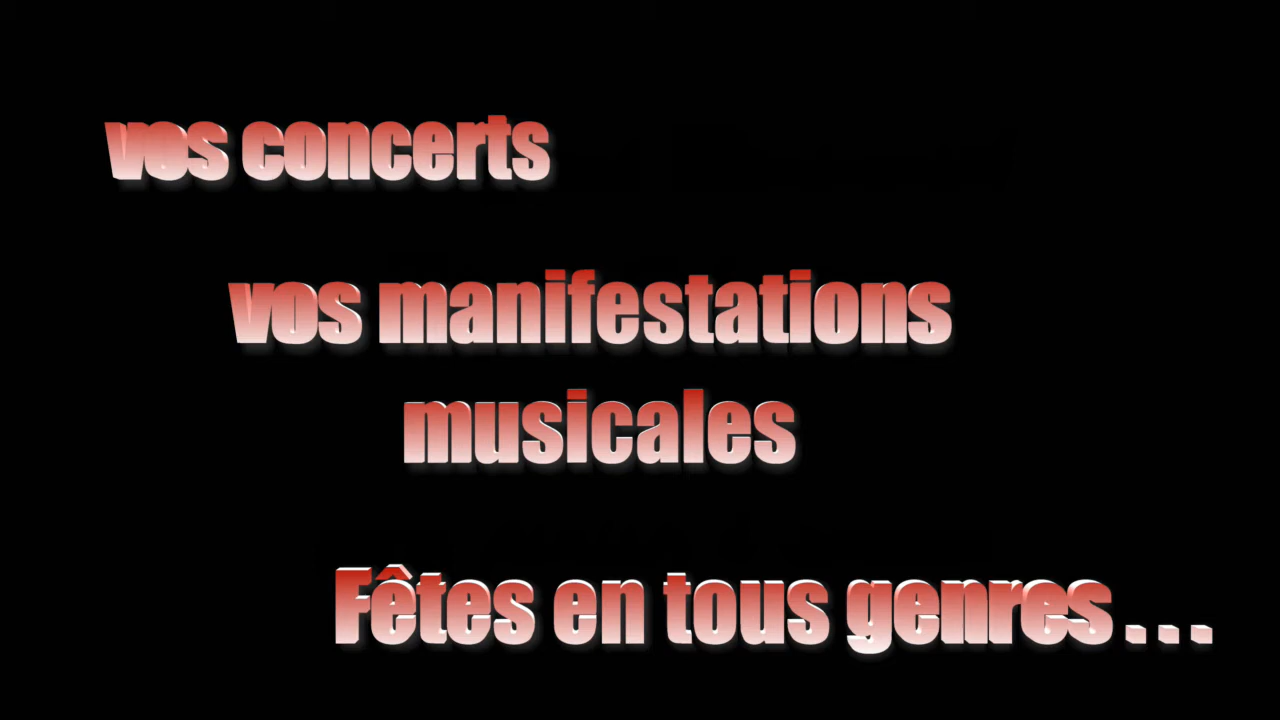 vos concerts
vos manifestations
musicales
Fêtes en tous genres...